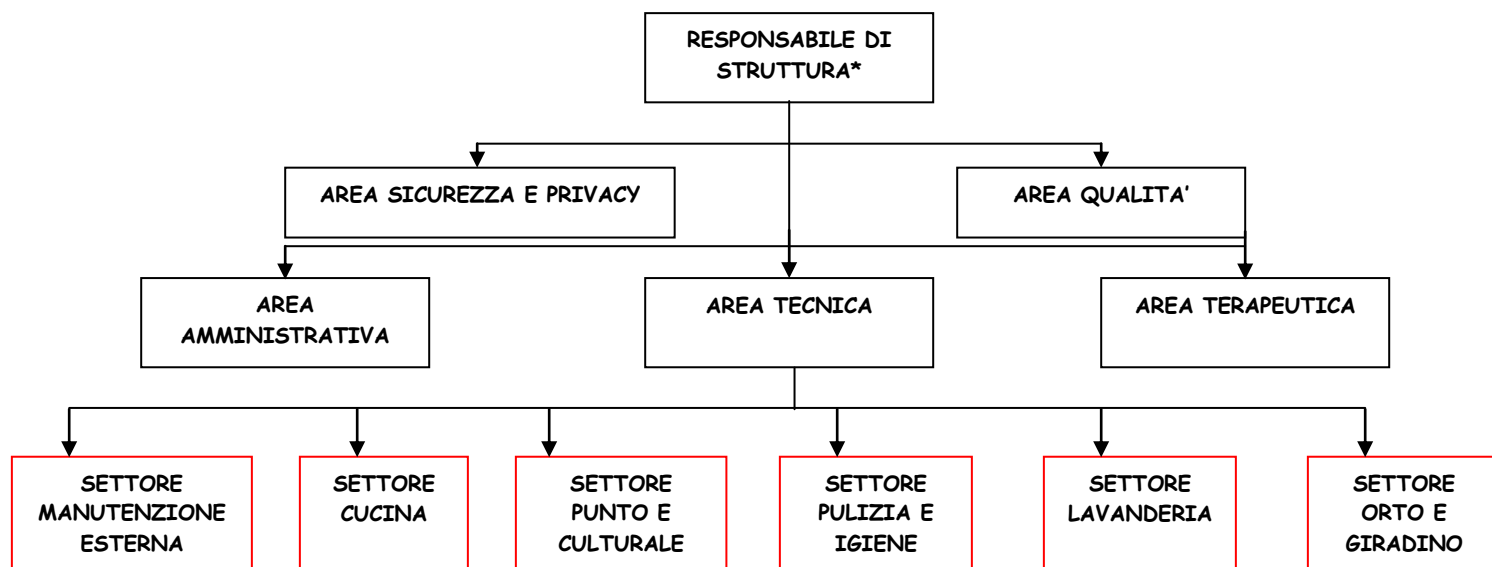 RESPONSABILE DI
STRUTTURA*
AREA SICUREZZA E PRIVACY
AREA QUALITA'
AREA
AMMINISTRATIVA
AREA TECNICA
AREA TERAPEUTICA
SETTORE
MANUTENZIONE
ESTERNA
SETTORE
CUCINA
SETTORE
PUNTO E
CULTURALE
SETTORE
PULIZIA E
IGIENE
SETTORE
LAVANDERIA
SETTORE
ORTO E
GIRADINO